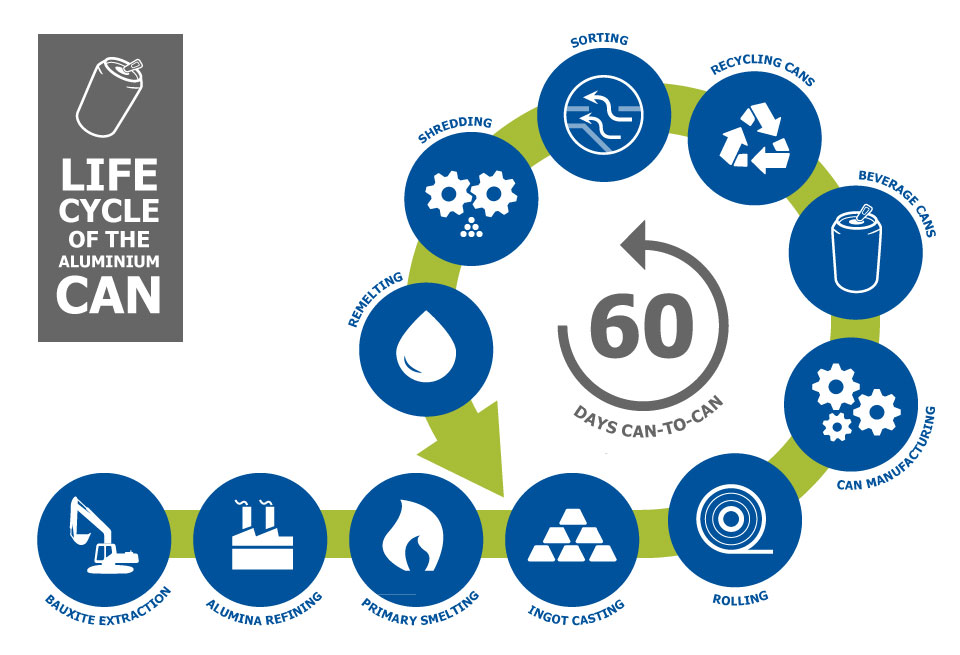 LIFE
CYCLE
OF THE
ALUMINIUM
CAN
BAUXITE EXTRACTION
ALUMINA REFINING
PRIMARY SMELTING
INGOT CASTING
ROLLING
CAN MANUFACTURING
BEVERAGE CANS
RECYCLING CANS
SORTING
SHREDDING
REMELTING
60
DAYS CAN-TO-CAN